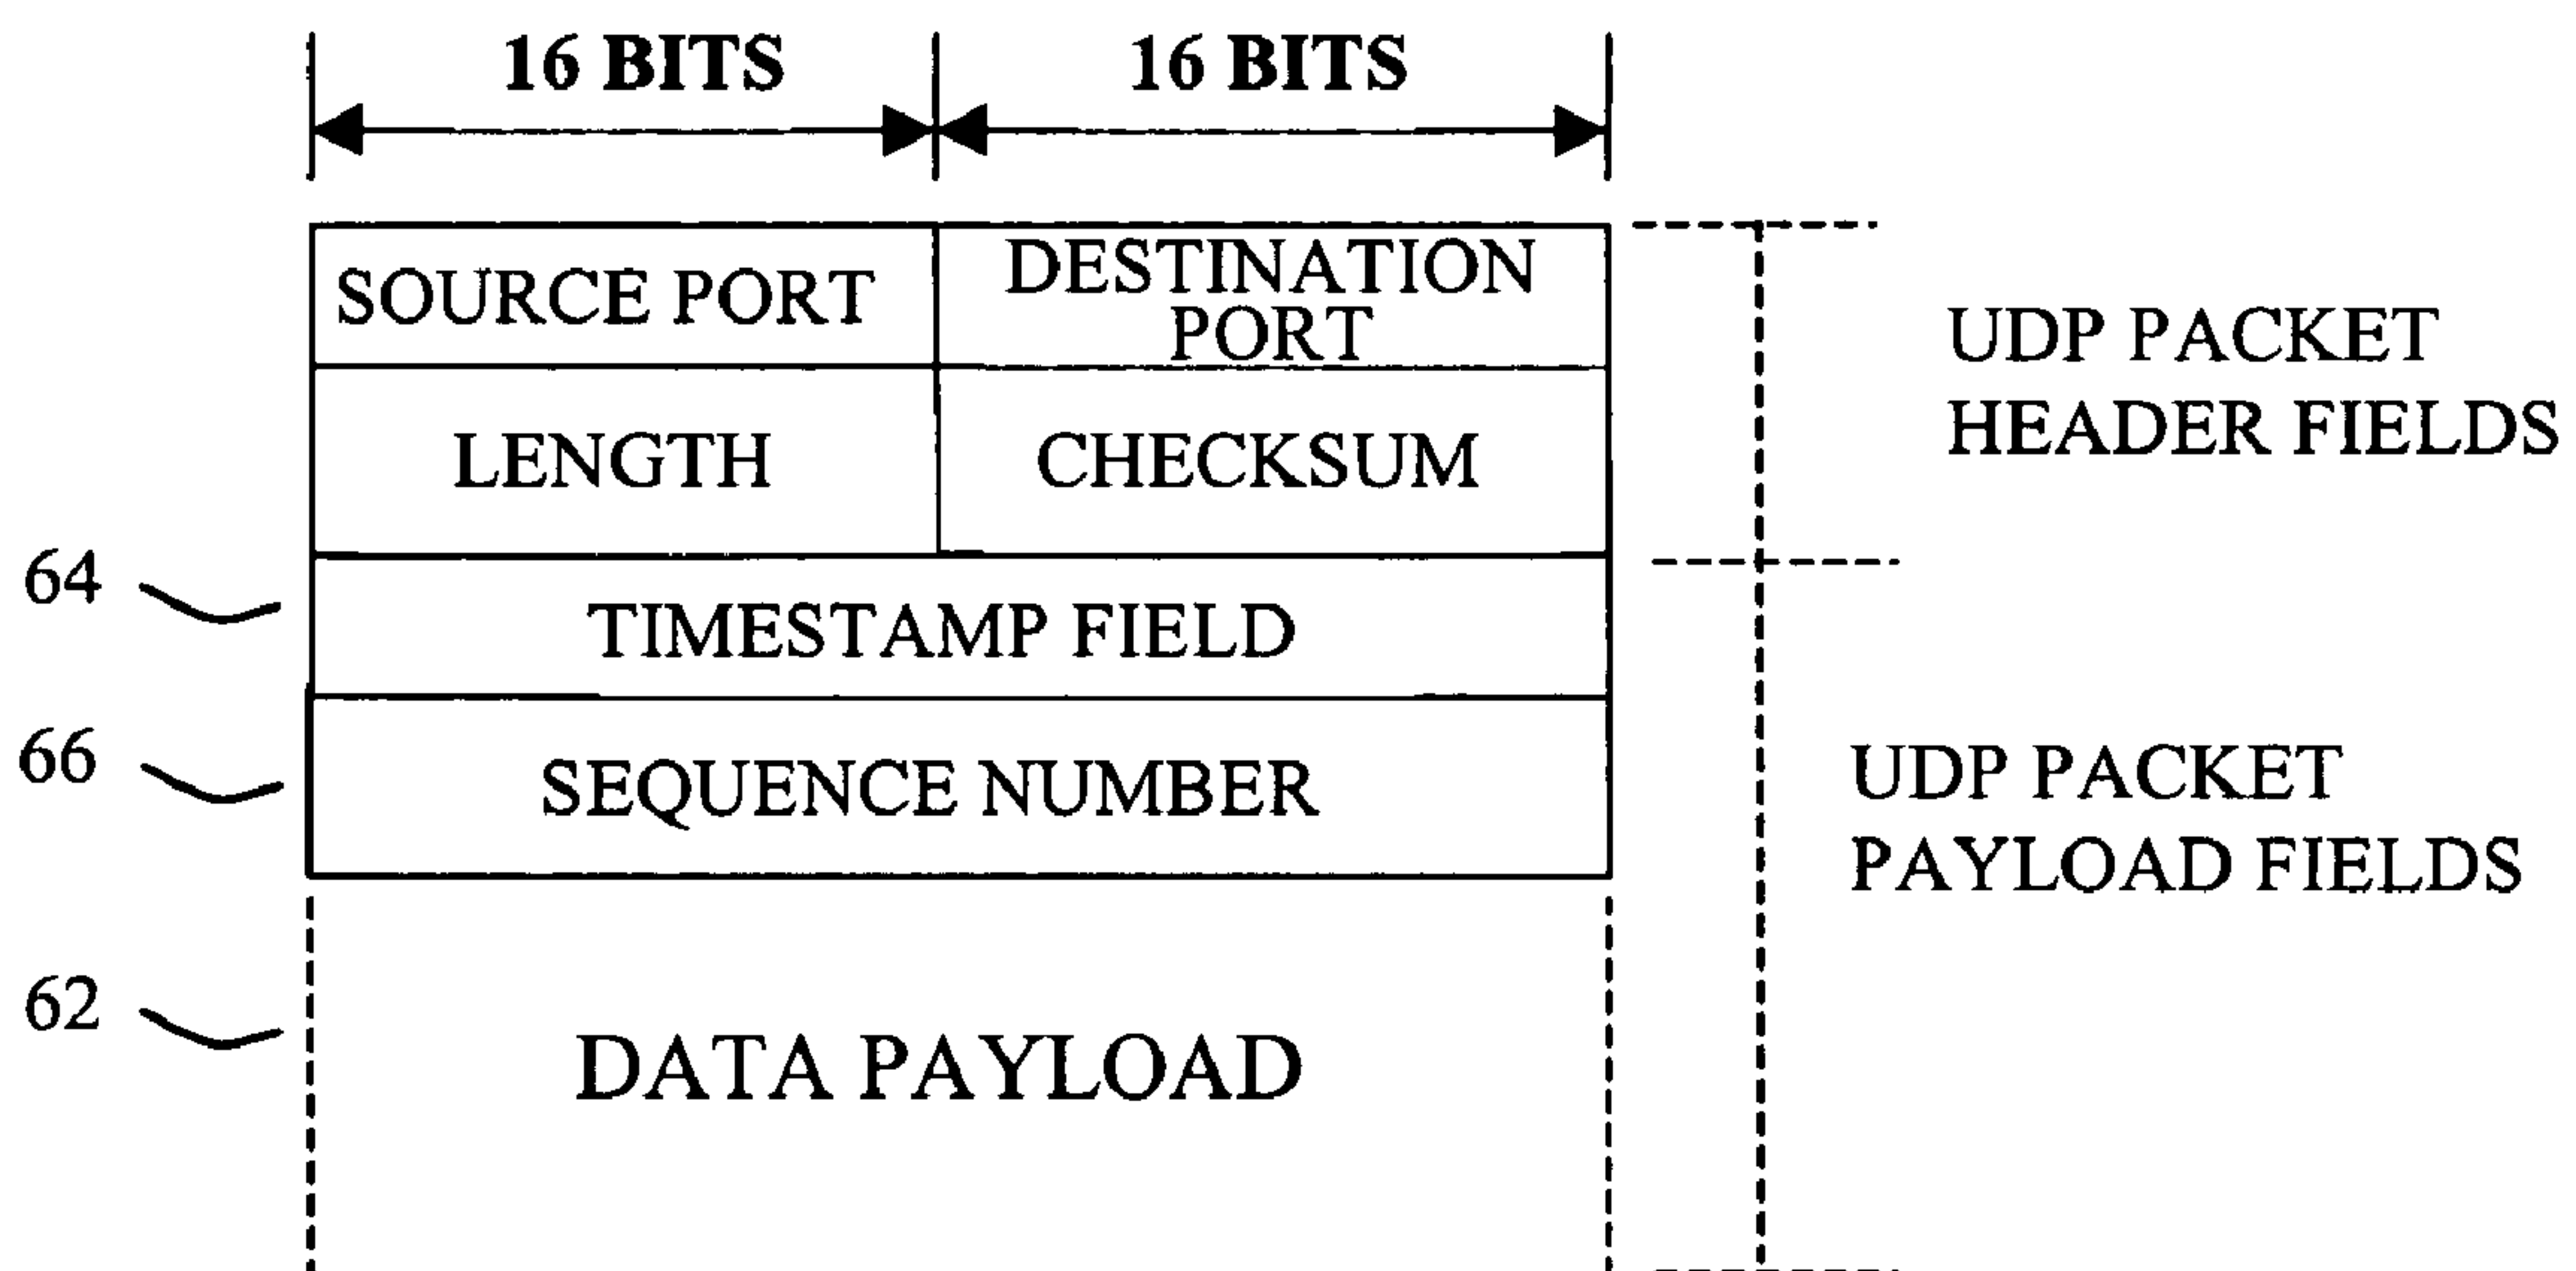 16 BITS
16 BITS
SOURCE PORT
DESTINATION
PORT
UDP PACKET
HEADER FIELDS
LENGTH
CHECKSUM
64
TIMESTAMP FIELD
66
SEQUENCE NUMBER
UDP PACKET
PAYLOAD FIELDS
62
DATA PAYLOAD